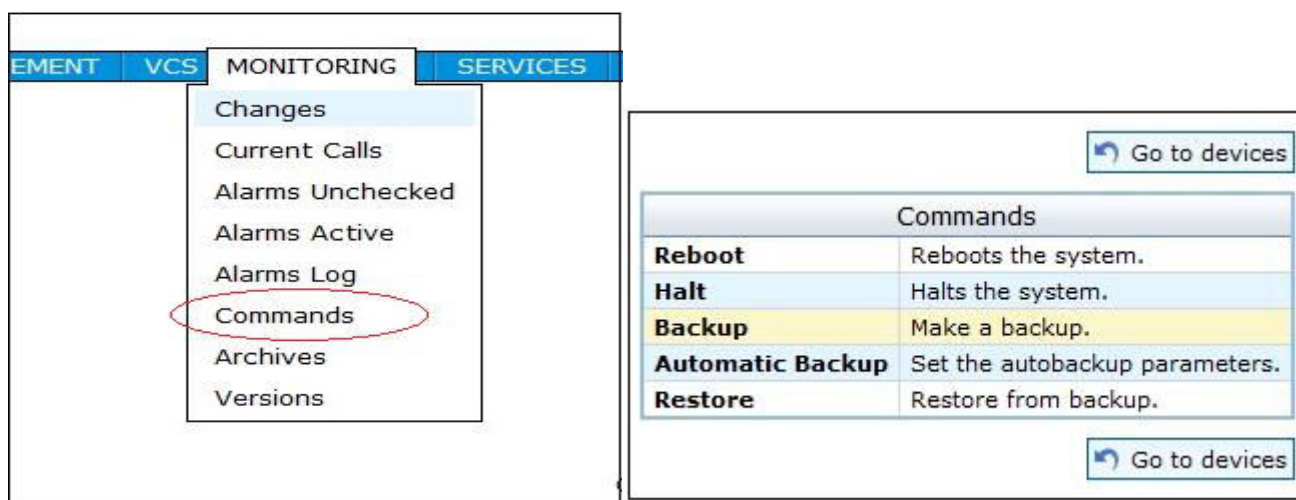 EMENT VCS MONITORING SERVICES
Changes
Current Calls
Alarms Unchecked
Alarms Active
Alarms Log
Commands
Archives
Versions
Go to devices
Commands
Reboot Reboots the system.
Halt Halts the system.
Backup Make a backup.
Automatic Backup Set the autobackup parameters.
Restore Restore from backup.
Go to devices